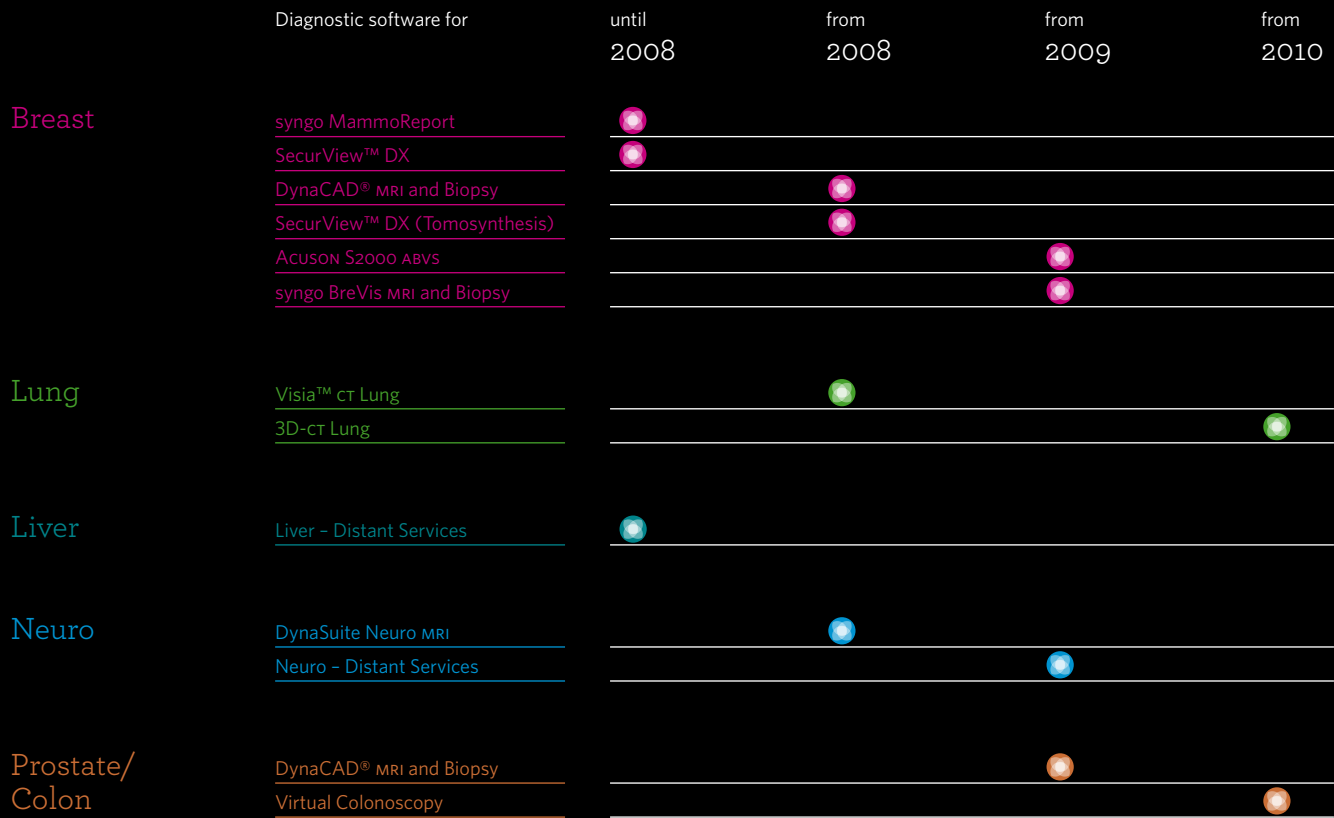 Diagnostic software for until from from from
2008 2008 2009 2010
Breast syngo MammoReport
SecurView™ DX
DynaCAD® MRI and Biopsy
SecurView™ DX (Tomosynthesis)
Acuson S2000 ABVS
syngo BreVis MRI and Biopsy
Lung Visia™ CT Lung
3D-CT Lung
Liver Liver – Distant Services
Neuro DynaSuite Neuro MRI
Neuro – Distant Services
Prostate/ DynaCAD® MRI and Biopsy
Colon Virtual Colonoscopy